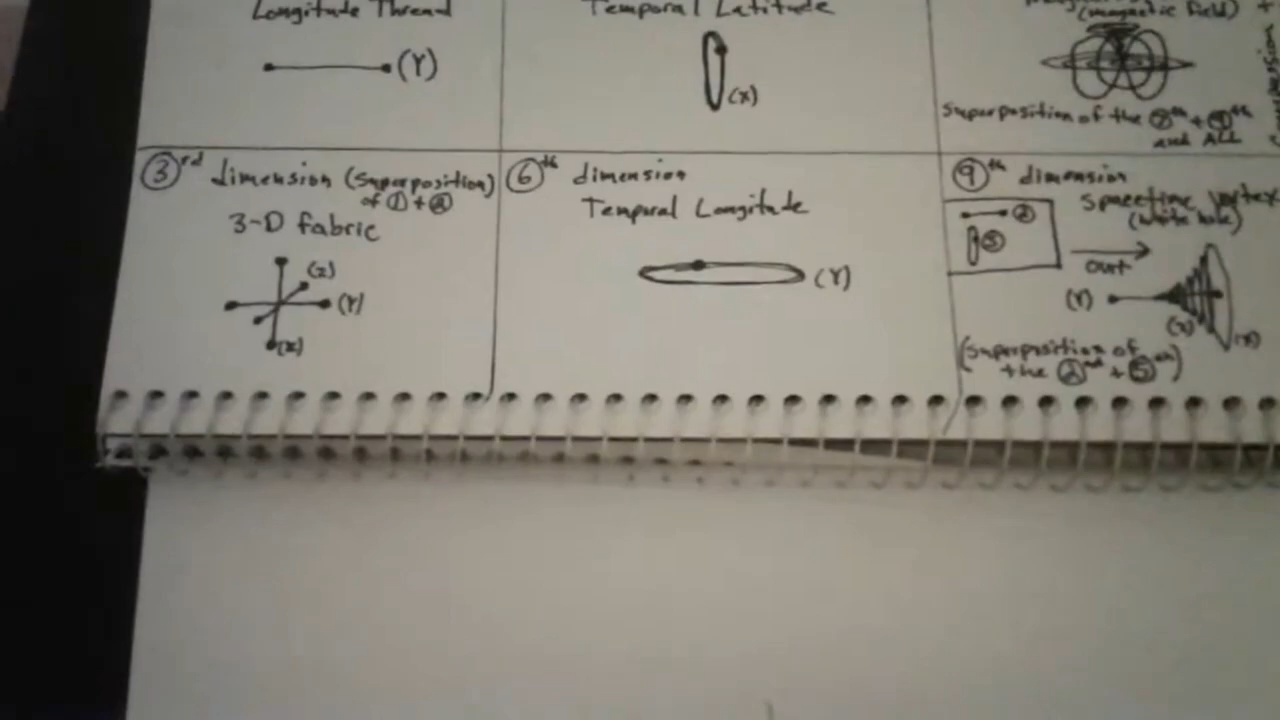 Longitude Thread
(Y)
Temporal Latitude
(x)
(magnetic field) +
Superposition of the 7th +
and ALL
3rd dimension (Superposition)
of 1 + 2
3-D fabric
(z)
(Y)
(x)
6th dimension
Temporal Longitude
(Y)
9th dimension
Spacetime Vortex
(white hole)
2
5
out
(Y)
(x)
(Superposition of
the 2nd + 5th)